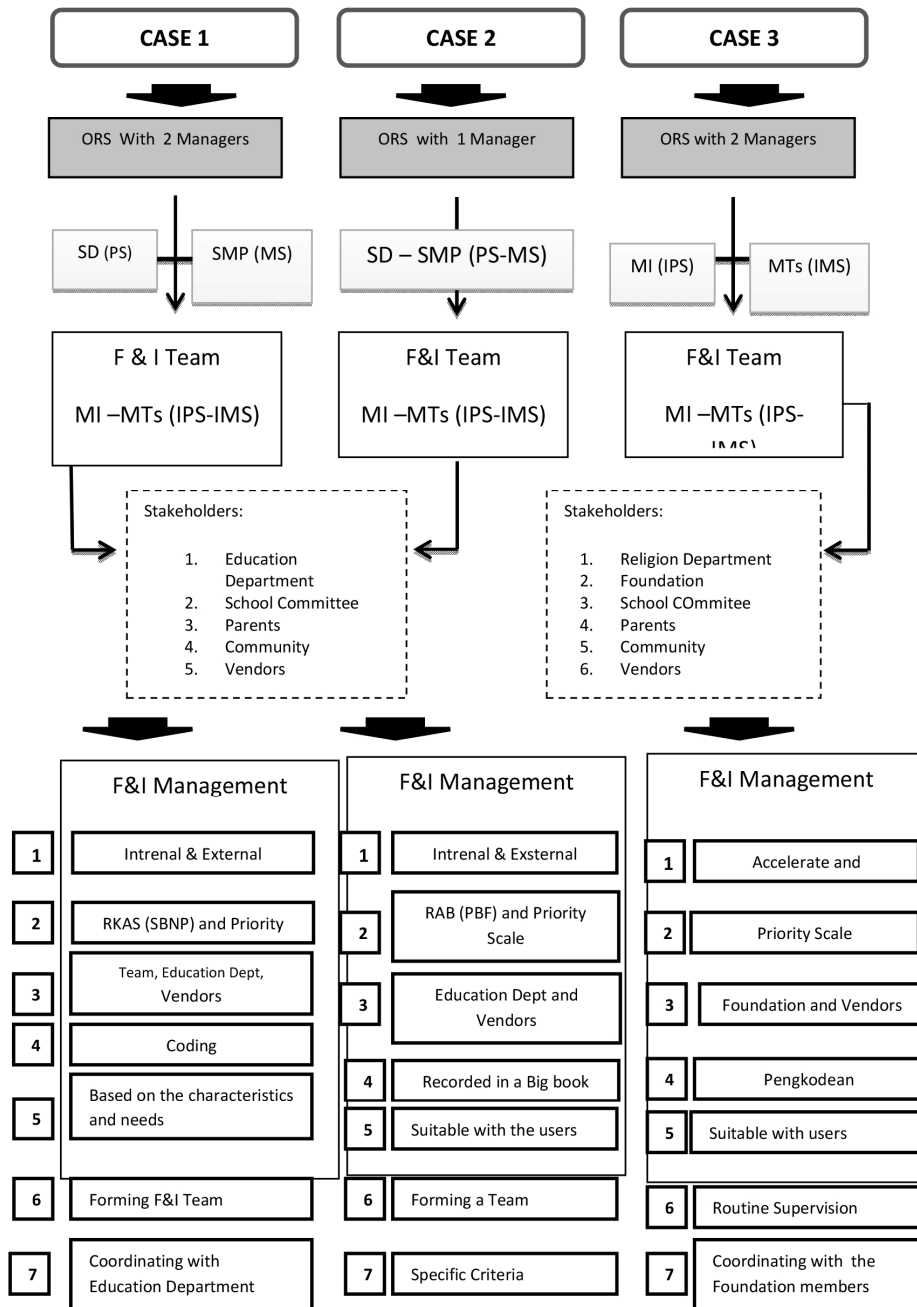 CASE 1
CASE 2
CASE 3
ORS With 2 Managers
ORS with 1 Manager
ORS with 2 Managers
SD (PS)
SMP (MS)
SD – SMP (PS-MS)
MI (IPS)
MTs (IMS)
F & I Team
MI –MTs (IPS-IMS)
F&I Team
MI –MTs (IPS-IMS)
F&I Team
MI –MTs (IPS-
IMS)
Stakeholders:
1. Education
Department
2. School Committee
3. Parents
4. Community
5. Vendors
Stakeholders:
1. Religion Department
2. Foundation
3. School COmmitee
4. Parents
5. Community
6. Vendors
F&I Management
1 Intrenal & External
2 RKAS (SBNP) and Priority
3 Team, Education Dept,
Vendors
4 Coding
5 Based on the characteristics
and needs
6 Forming F&I Team
7 Coordinating with
Education Department
F&I Management
1 Intrenal & Exsternal
2 RAB (PBF) and Priority
Scale
3 Education Dept and
Vendors
4 Recorded in a Big book
5 Suitable with the users
6 Forming a Team
7 Specific Criteria
F&I Management
1 Accelerate and
2 Priority Scale
3 Foundation and Vendors
4 Pengkodean
5 Suitable with users
6 Routine Supervision
7 Coordinating with the
Foundation members